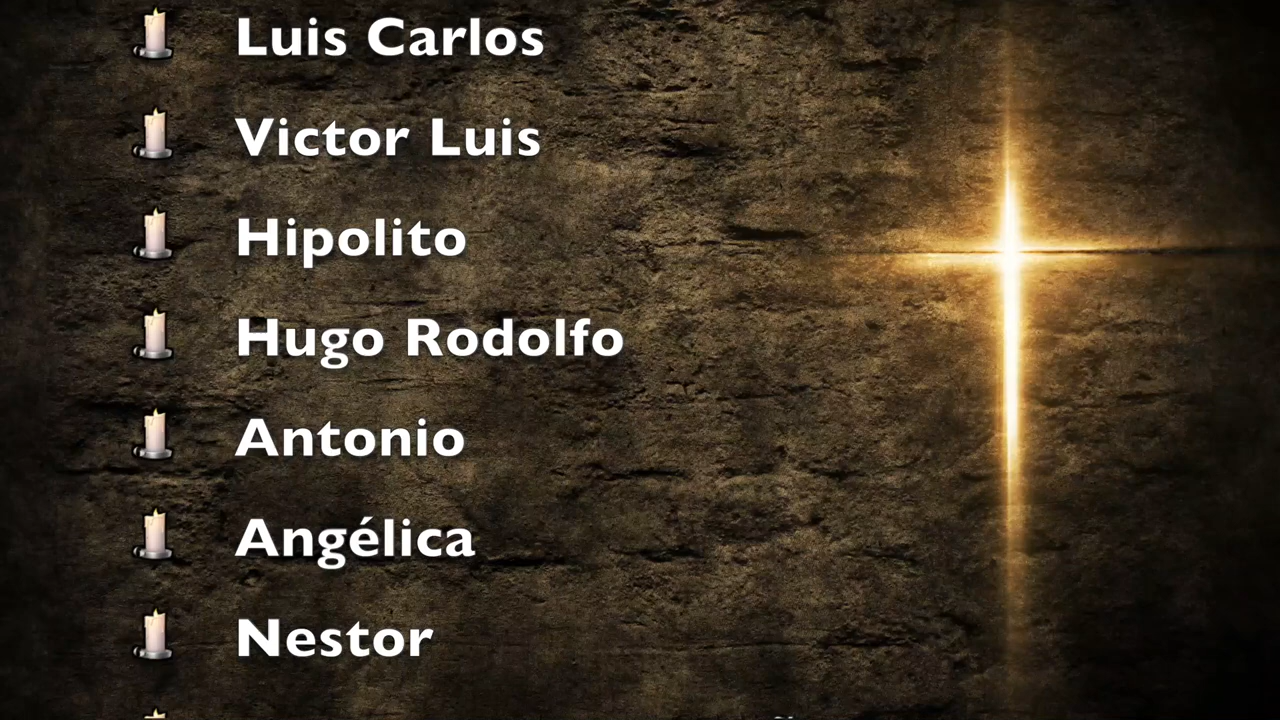 Luis Carlos
Victor Luis
Hipolito
Hugo Rodolfo
Antonio
Angélica
Nestor